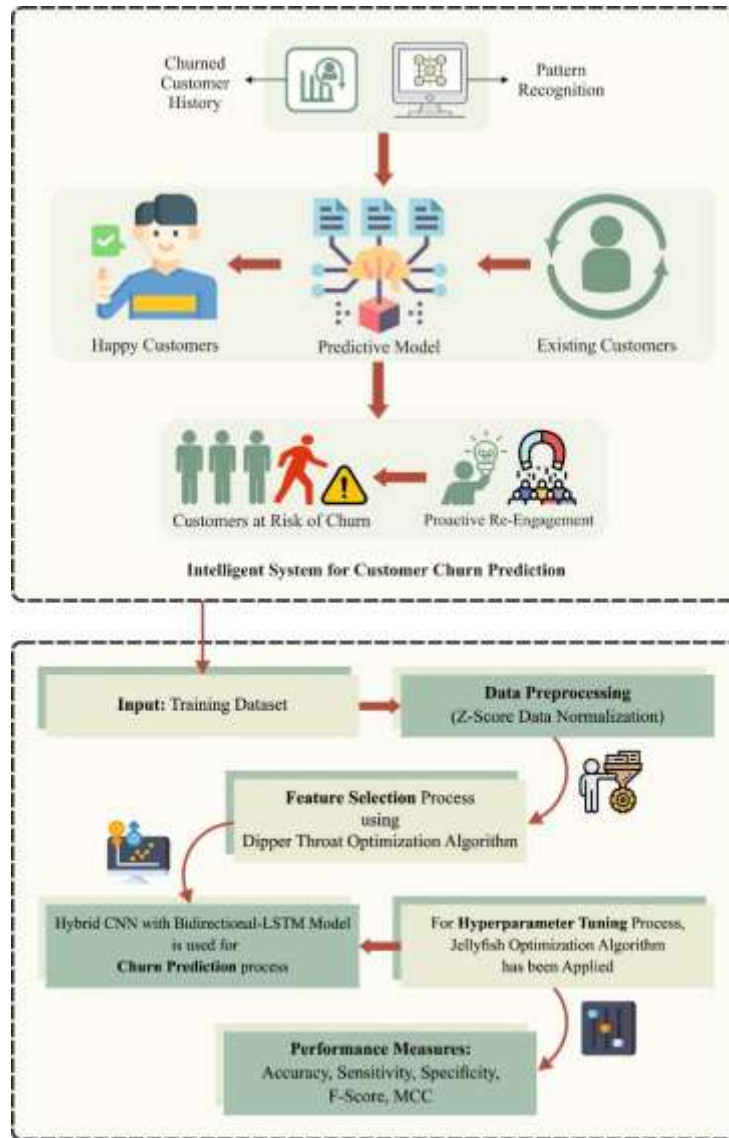 Churned
Customer
History
Pattern
Recognition
Happy Customers
Predictive Model
Existing Customers
Customers at Risk of Churn
Proactive Re-Engagement
Intelligent System for Customer Churn Prediction
Input: Training Dataset
Data Preprocessing
(Z-Score Data Normalization)
Feature Selection Process
using
Dipper Throat Optimization Algorithm
Hybrid CNN with Bidirectional-LSTM Model
is used for
Churn Prediction process
For Hyperparameter Tuning Process,
Jellyfish Optimization Algorithm
has been Applied
Performance Measures:
Accuracy, Sensitivity, Specificity,
F-Score, MCC